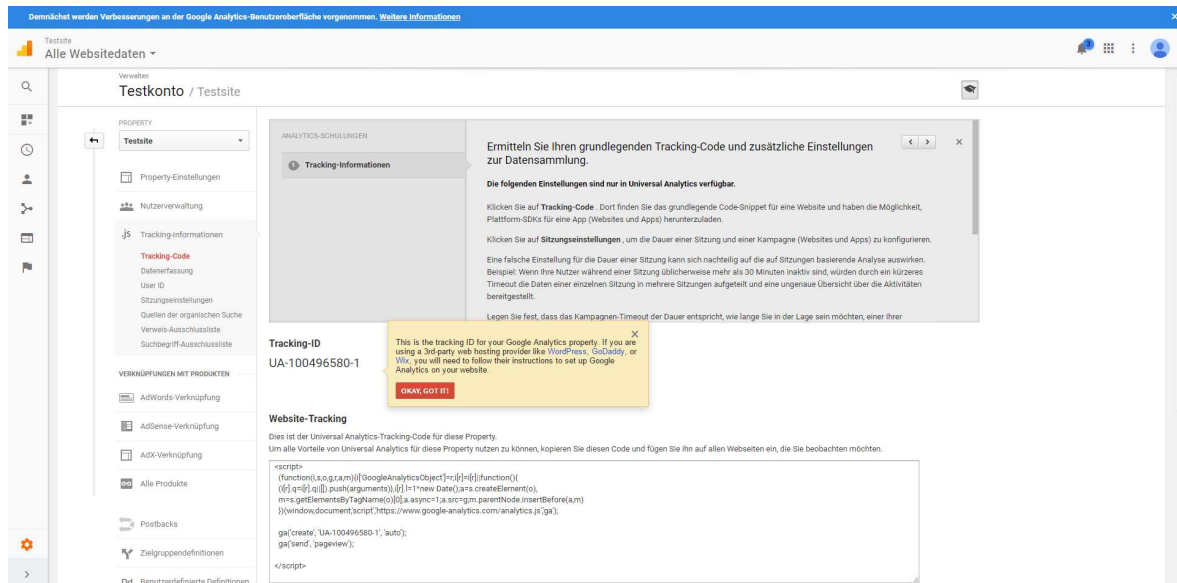 Demnächst werden Verbesserungen an der Google Analytics-Benutzeroberfläche vorgenommen. Weitere Informationen
Testsite
Alle Websitedaten
3
Verwalten
Testkonto / Testsite
PROPERTY
Testsite
Property-Einstellungen
Nutzerverwaltung
.js Tracking-Informationen
Tracking-Code
Datenerfassung
User ID
Sitzungseinstellungen
Quellen der organischen Suche
Verweis-Ausschlussliste
Suchbegriff-Ausschlussliste
VERKNÜPFUNGEN MIT PRODUKTEN
AdWords-Verknüpfung
AdSense-Verknüpfung
AdX-Verknüpfung
Alle Produkte
Postbacks
Zielgruppendefinitionen
Dd Benutzerdefinierte Definitionen
ANALYTICS-SCHULUNGEN
1 Tracking-Informationen
Ermitteln Sie Ihren grundlegenden Tracking-Code und zusätzliche Einstellungen
zur Datensammlung.
Die folgenden Einstellungen sind nur in Universal Analytics verfügbar.
Klicken Sie auf Tracking-Code . Dort finden Sie das grundlegende Code-Snippet für eine Website und haben die Möglichkeit,
Plattform-SDKs für eine App (Websites und Apps) herunterzuladen.
Klicken Sie auf Sitzungseinstellungen , um die Dauer einer Sitzung und einer Kampagne (Websites und Apps) zu konfigurieren.
Eine falsche Einstellung für die Dauer einer Sitzung kann sich nachteilig auf die auf Sitzungen basierende Analyse auswirken.
Beispiel: Wenn Ihre Nutzer während einer Sitzung üblicherweise mehr als 30 Minuten inaktiv sind, würden durch ein kürzeres
Timeout die Daten einer einzelnen Sitzung in mehrere Sitzungen aufgeteilt und eine ungenaue Übersicht über die Aktivitäten
bereitgestellt.
Legen Sie fest, dass das Kampagnen-Timeout der Dauer entspricht, wie lange Sie in der Lage sein möchten, einer Ihrer
Tracking-ID
UA-100496580-1
This is the tracking ID for your Google Analytics property. If you are
using a 3rd-party web hosting provider like WordPress, GoDaddy, or
Wix, you will need to follow their instructions to set up Google
Analytics on your website.
OKAY, GOT IT!
Website-Tracking
Dies ist der Universal Analytics-Tracking-Code für diese Property.
Um alle Vorteile von Universal Analytics für diese Property nutzen zu können, kopieren Sie diesen Code und fügen Sie ihn auf allen Webseiten ein, die Sie beobachten möchten.
<script>
(function(i,s,o,g,r,a,m){i['GoogleAnalyticsObject']=r;i[r]=i[r]||function(){
(i[r].q=i[r].q||[]).push(arguments)},i[r].l=1*new Date();a=s.createElement(o),
m=s.getElementsByTagName(o)[0];a.async=1;a.src=g;m.parentNode.insertBefore(a,m)
})(window,document,'script','https://www.google-analytics.com/analytics.js','ga');
ga('create', 'UA-100496580-1', 'auto');
ga('send', 'pageview');
</script>